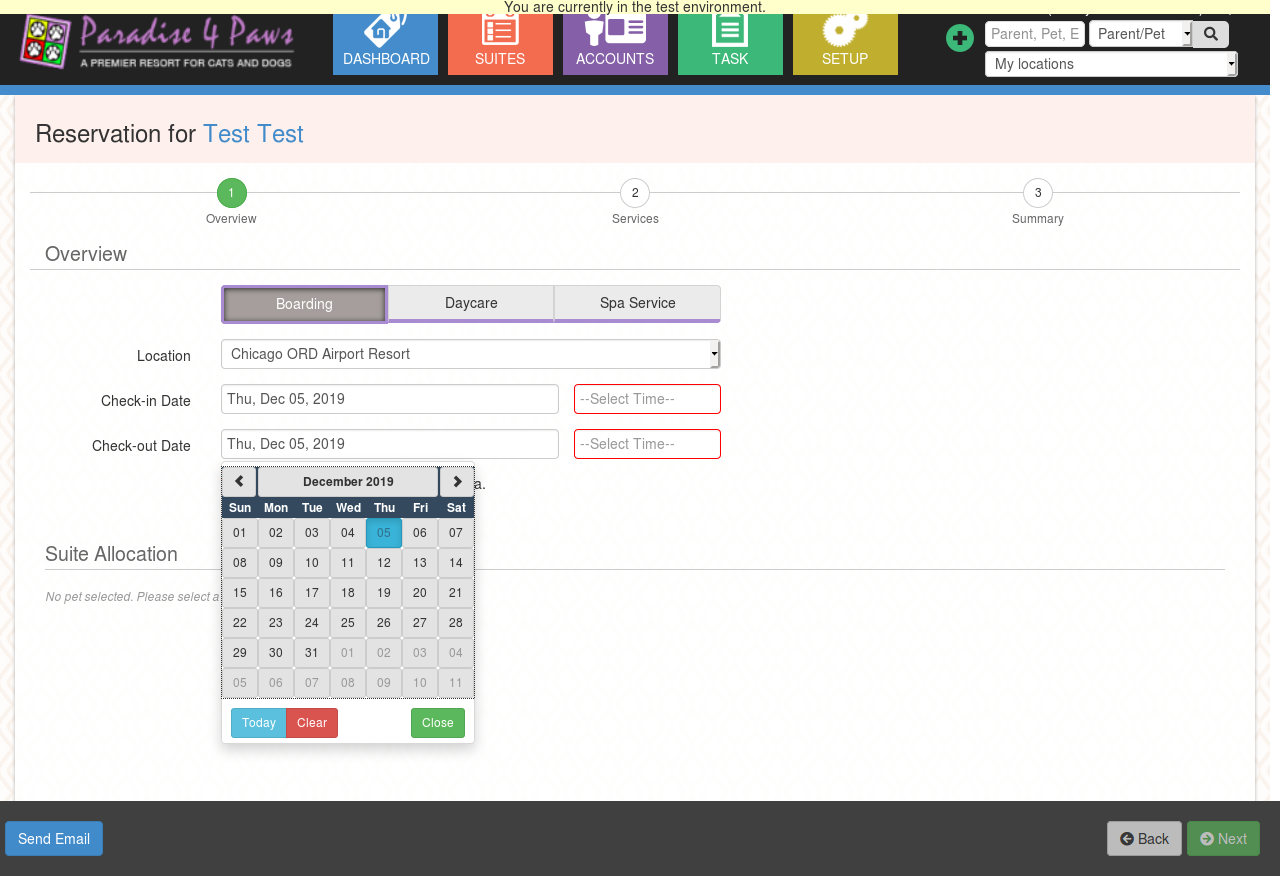 You are currently in the test environment.
Paradise 4 Paws
A PREMIER RESORT FOR CATS AND DOGS
DASHBOARD SUITES ACCOUNTS TASK SETUP
Parent, Pet, E Parent/Pet
My locations
Reservation for Test Test
1 2 3
Overview Services Summary
Overview
Boarding Daycare Spa Service
Location Chicago ORD Airport Resort
Check-in Date Thu, Dec 05, 2019 --Select Time--
Check-out Date Thu, Dec 05, 2019 --Select Time--
December 2019 a.
Sun Mon Tue Wed Thu Fri Sat
01 02 03 04 05 06 07
Suite Allocation
08 09 10 11 12 13 14
No pet selected. Please select a
15 16 17 18 19 20 21
22 23 24 25 26 27 28
29 30 31 01 02 03 04
05 06 07 08 09 10 11
Today Clear Close
Send Email Back Next